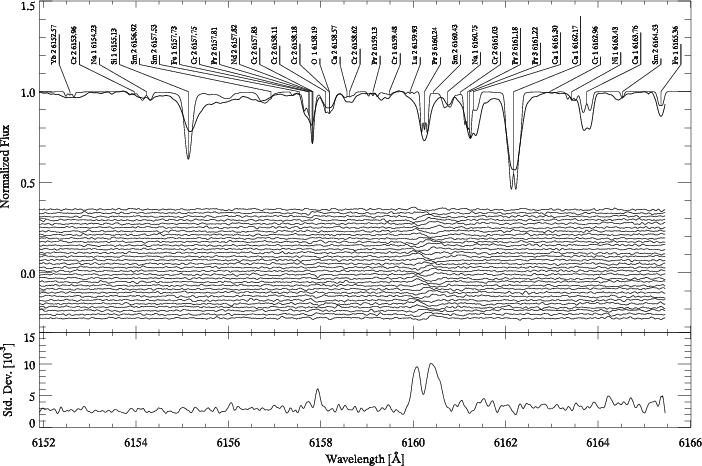 Yb 2 6152.57
Cr 2 6153.96
Na 1 6154.23
Si 1 6155.13
Sm 2 6156.92
Sm 2 6157.53
Fe 1 6157.73
Cr 2 6157.75
Pr 2 6157.81
Nd 2 6157.82
Cr 2 6157.83
Cr 2 6158.11
Cr 2 6158.18
O 1 6158.19
Ca 2 6158.57
Cr 2 6158.62
Pr 2 6159.13
Cr 1 6159.48
La 2 6159.93
Pr 3 6160.24
Sm 2 6160.43
Na 1 6160.75
Cr 2 6161.03
Pr 2 6161.18
Pr 3 6161.22
Ca 1 6161.30
Ca 1 6162.17
Cr 1
Ni 1 6163.43
Ca 1 6163.76
Sm 2 6164.53
Fe 1 6165.36
1.5
1.0
0.5
0.0
Normalized Flux
15
10
5
0
Std. Dev. [10⁻³]
6152 6154 6156 6158 6160 6162 6164 6166
Wavelength [Å]